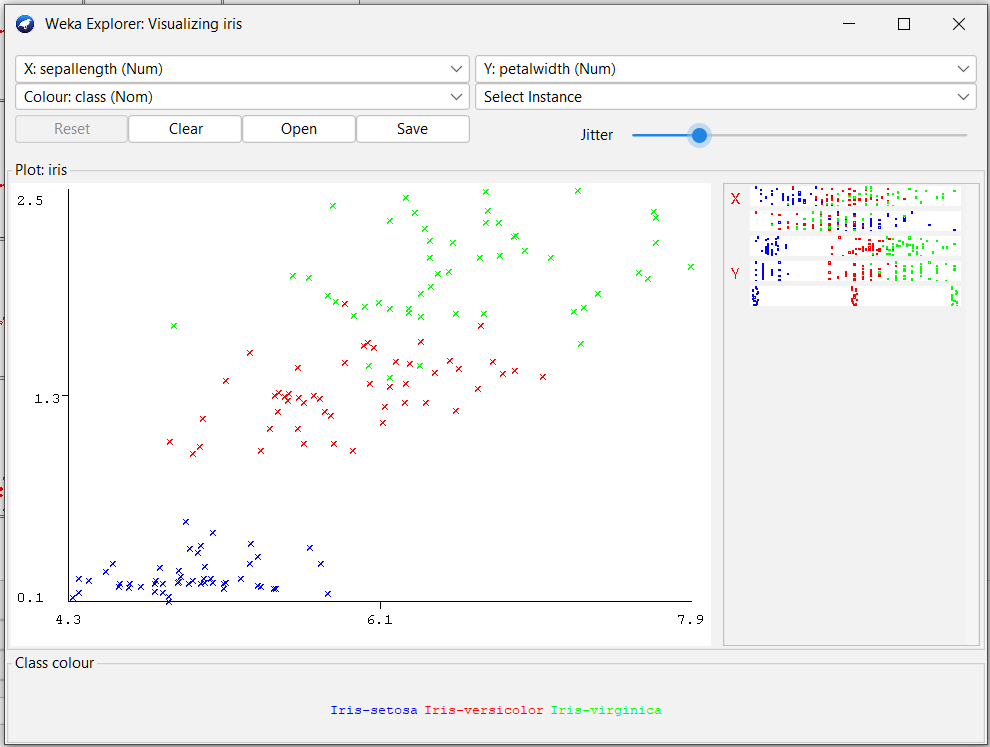 Weka Explorer: Visualizing iris
X: sepallength (Num)
Y: petalwidth (Num)
Colour: class (Nom)
Select Instance
Reset
Clear
Open
Save
Jitter
Plot: iris
2.5
1.3
0.1
4.3
6.1
7.9
X
Y
Class colour
Iris-setosa Iris-versicolor Iris-virginica